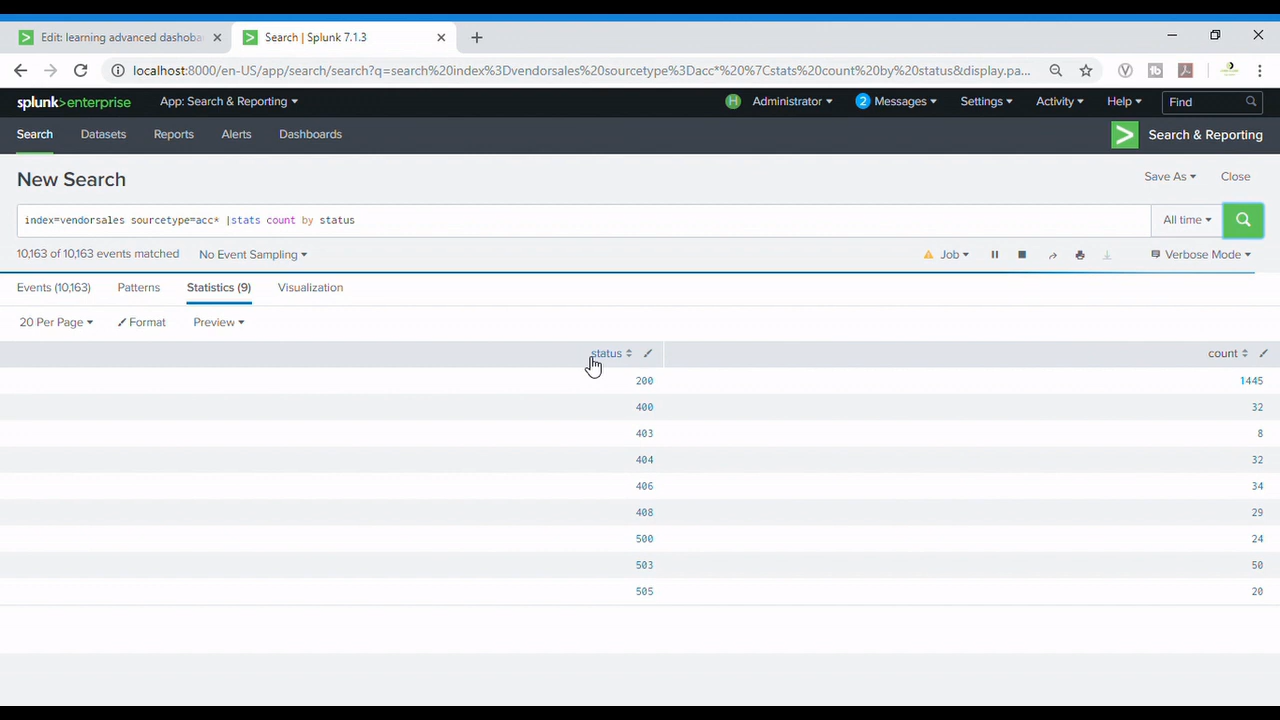 Edit: learning advanced dashoba
Search | Splunk 7.1.3
localhost:8000/en-US/app/search/search?q=search%20index%3Dvendorsales%20sourcetype%3Dacc*%20%7Cstats%20count%20by%20status&display.pa...
splunk>enterprise App: Search & Reporting H Administrator 2 Messages Settings Activity Help Find
Search Datasets Reports Alerts Dashboards > Search & Reporting
New Search Save As Close
index=vendorsales sourcetype=acc* |stats count by status All time
10,163 of 10,163 events matched No Event Sampling Job Verbose Mode
Events (10,163) Patterns Statistics (9) Visualization
20 Per Page Format Preview
status count
200 1445
400 32
403 8
404 32
406 34
408 29
500 24
503 50
505 20